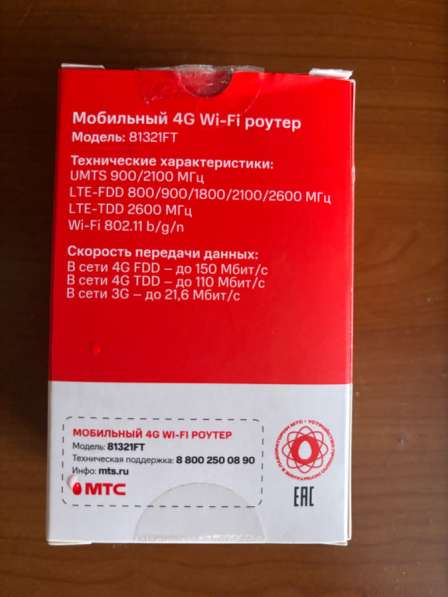 Мобильный 4G Wi-Fi роутер
Модель: 81321FT
Технические характеристики:
UMTS 900/2100 МГц
LTE-FDD 800/900/1800/2100/2600 МГц
LTE-TDD 2600 МГц
Wi-Fi 802.11 b/g/n
Скорость передачи данных:
В сети 4G FDD — до 150 Мбит/с
В сети 4G TDD — до 110 Мбит/с
В сети 3G — до 21,6 Мбит/с
МОБИЛЬНЫЙ 4G WI-FI РОУТЕР
Модель: 81321FT
Техническая поддержка: 8 800 250 08 90
Инфо: mts.ru
МТС
ЕАС